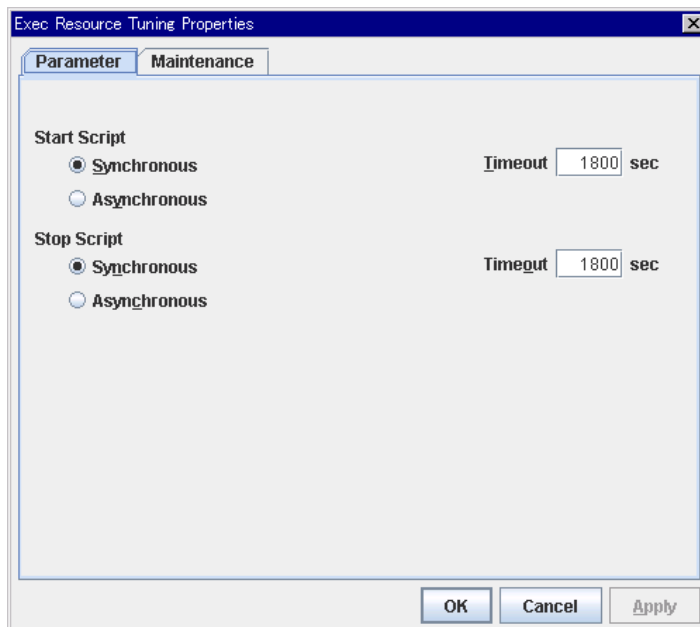 Exec Resource Tuning Properties
Parameter Maintenance
Start Script
Synchronous Timeout 1800 sec
Asynchronous
Stop Script
Synchronous Timeout 1800 sec
Asynchronous
OK Cancel Apply